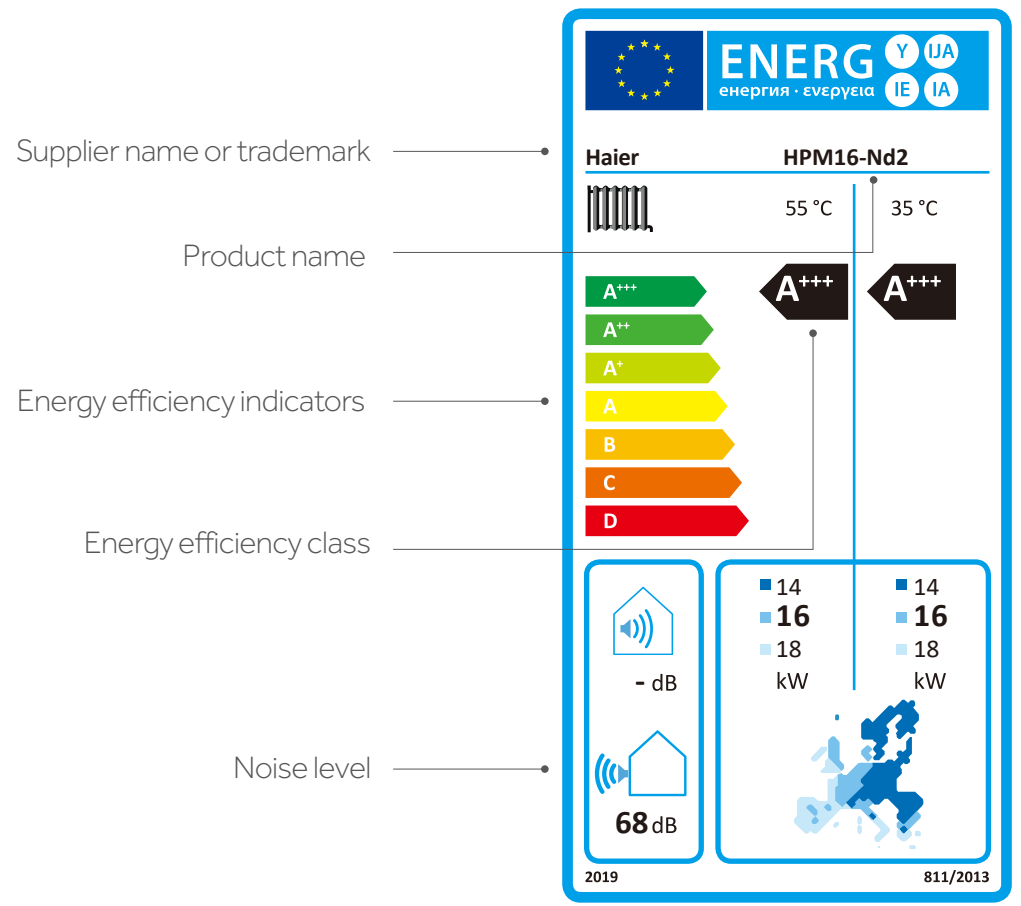 ENERG Y IJA
енергия · ενεργεια IE IA
Supplier name or trademark
Haier HPM16-Nd2
55 °C 35 °C
Product name
A+++ A+++
A+++
A++
A+
Energy efficiency indicators
A
B
C
D
Energy efficiency class
14 14
16 16
18 18
kW kW
- dB
Noise level
68 dB
2019 811/2013